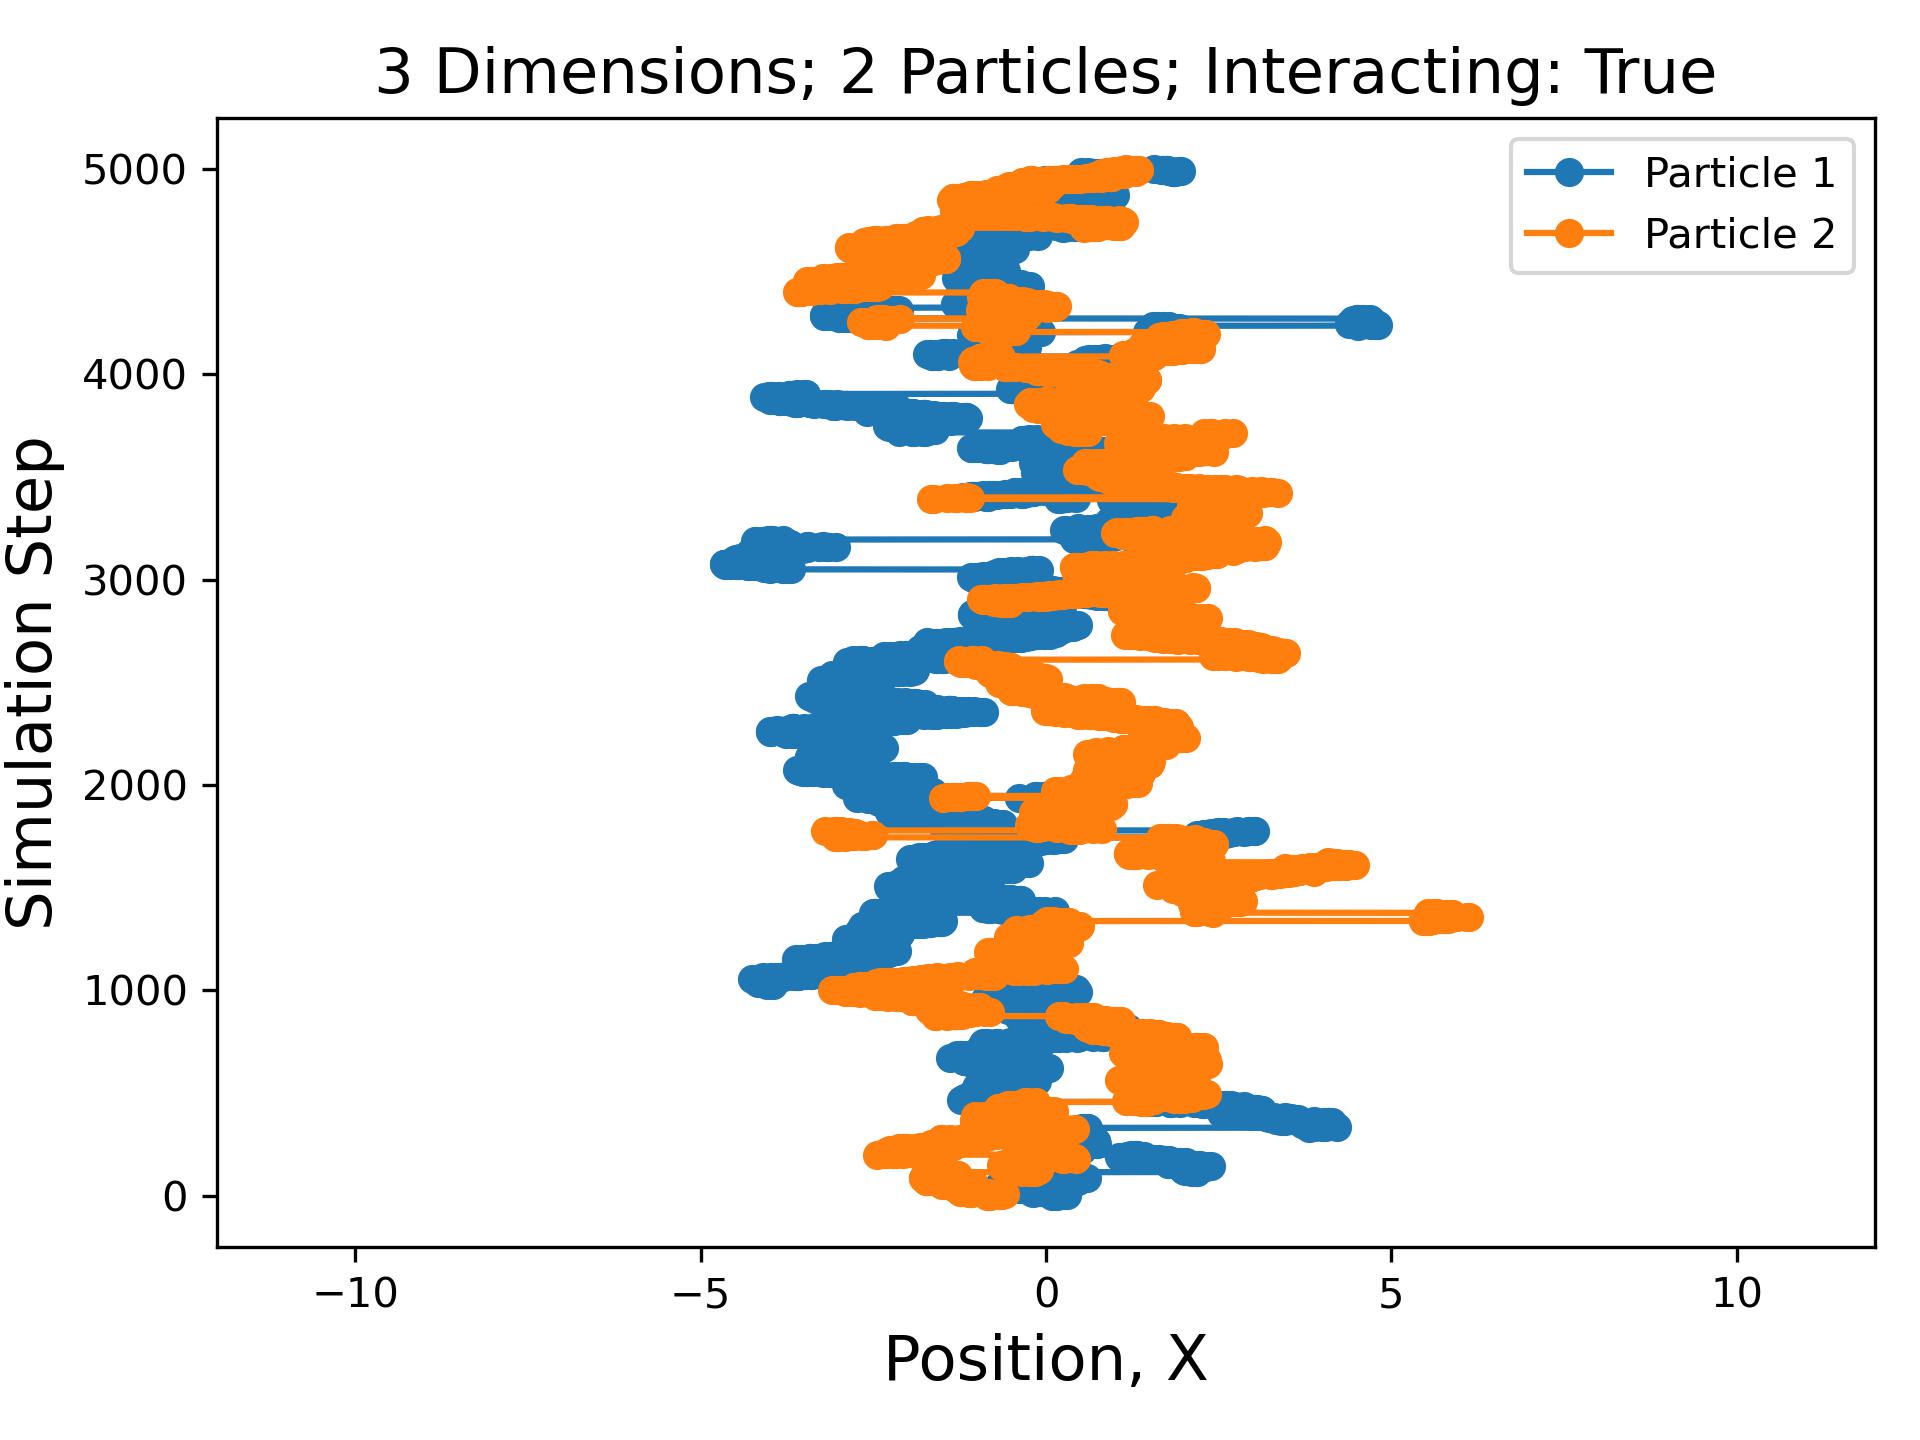 3 Dimensions; 2 Particles; Interacting: True
Particle 1
Particle 2
5000
4000
3000
2000
1000
0
Simulation Step
−10
−5
0
5
10
Position, X